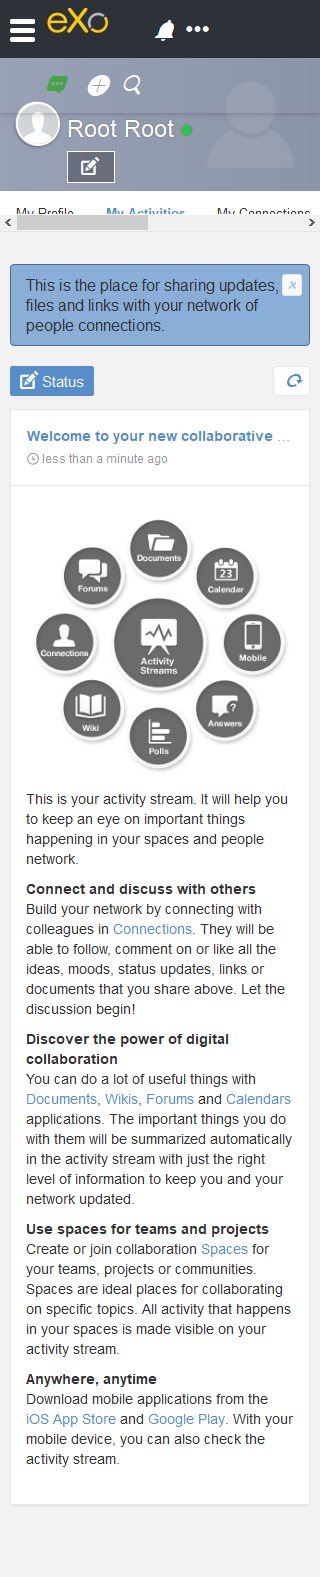 eXo
Root Root
My Profile My Activities My Connections
This is the place for sharing updates,
files and links with your network of
people connections.
x
Status
Welcome to your new collaborative ...
less than a minute ago
Documents
Forums
Calendar
23
Connections
Activity
Streams
Mobile
Wiki
Answers
?
Polls
This is your activity stream. It will help you
to keep an eye on important things
happening in your spaces and people
network.
Connect and discuss with others
Build your network by connecting with
colleagues in Connections. They will be
able to follow, comment on or like all the
ideas, moods, status updates, links or
documents that you share above. Let the
discussion begin!
Discover the power of digital
collaboration
You can do a lot of useful things with
Documents, Wikis, Forums and Calendars
applications. The important things you do
with them will be summarized automatically
in the activity stream with just the right
level of information to keep you and your
network updated.
Use spaces for teams and projects
Create or join collaboration Spaces for
your teams, projects or communities.
Spaces are ideal places for collaborating
on specific topics. All activity that happens
in your spaces is made visible on your
activity stream.
Anywhere, anytime
Download mobile applications from the
iOS App Store and Google Play. With your
mobile device, you can also check the
activity stream.